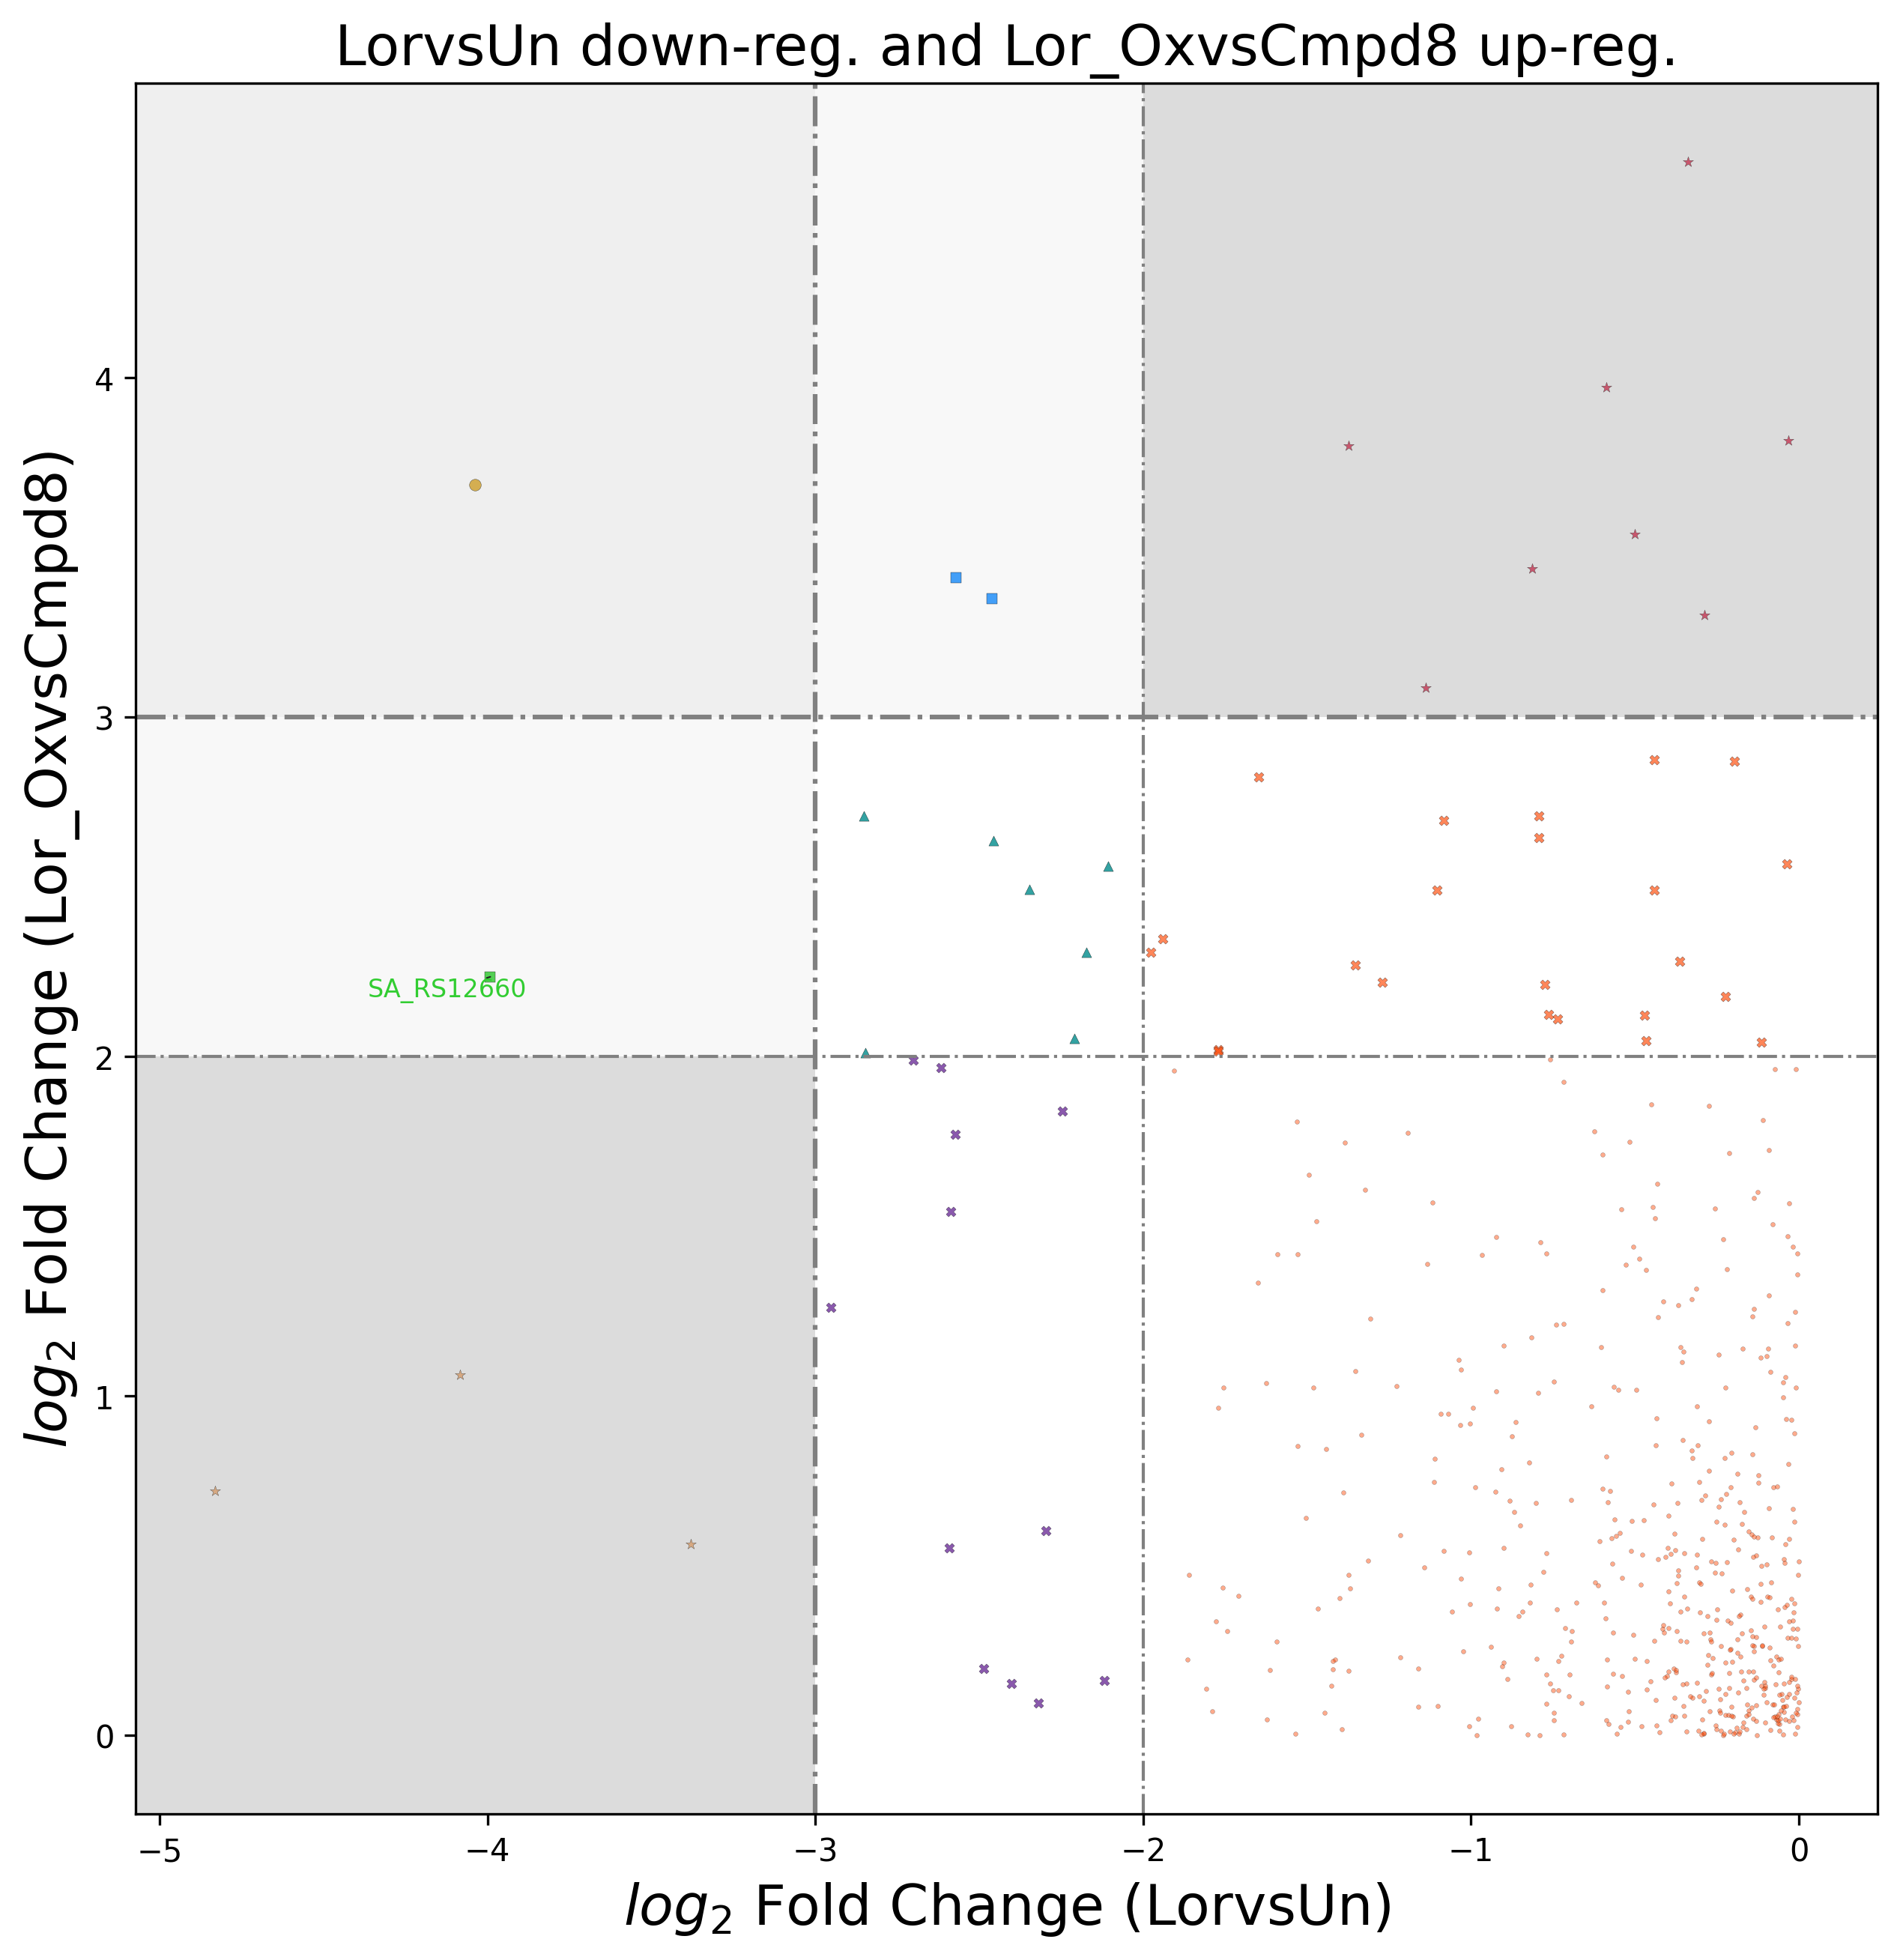 LorvsUn down-reg. and Lor_OxvsCmpd8 up-reg.
log2 Fold Change (Lor_OxvsCmpd8)
4
3
2
1
0
SA_RS12660
−5 −4 −3 −2 −1 0
log2 Fold Change (LorvsUn)